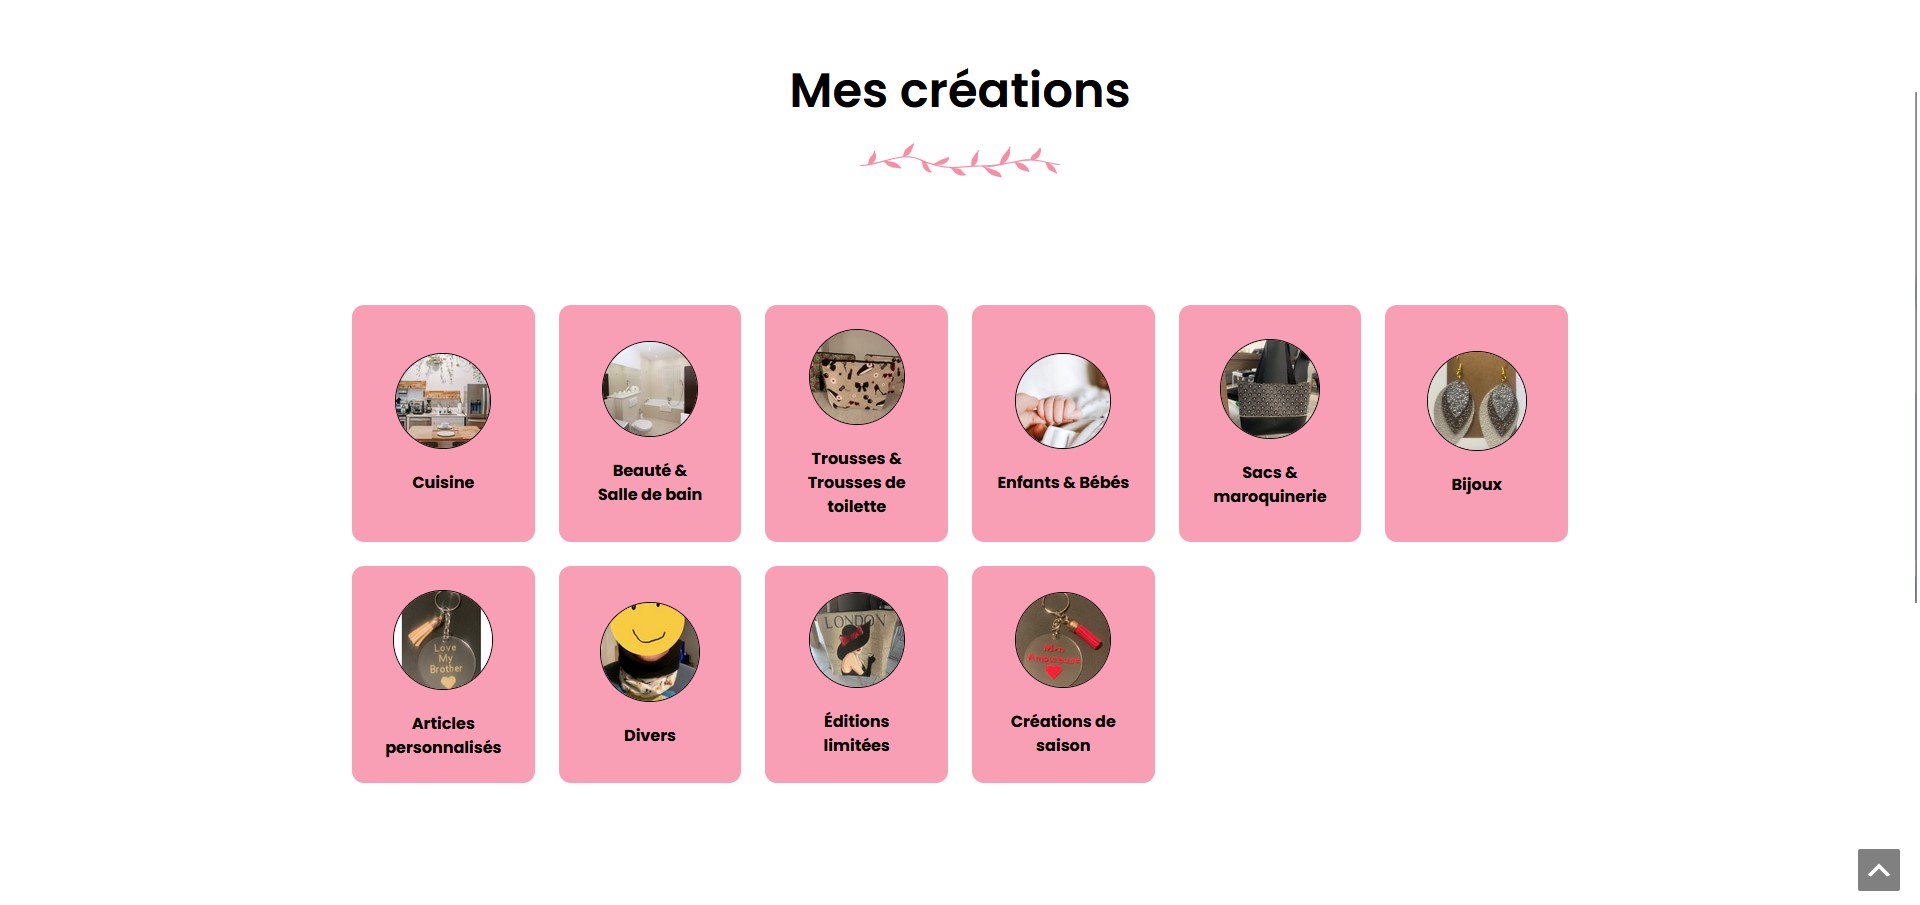 Mes créations
Cuisine
Beauté &
Salle de bain
Trousses &
Trousses de
toilette
Enfants & Bébés
Sacs &
maroquinerie
Bijoux
Love
My
Brother
Articles
personnalisés
Divers
LONDON
Éditions
limitées
Créations de
saison